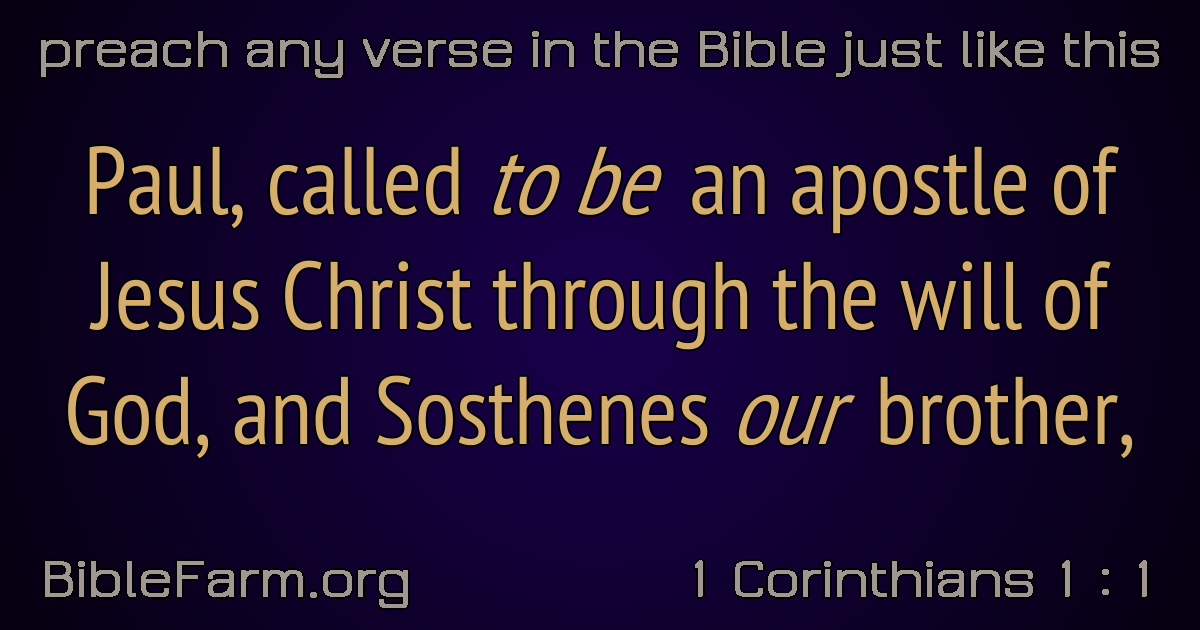 preach any verse in the Bible just like this
Paul, called to be an apostle of
Jesus Christ through the will of
God, and Sosthenes our brother,
BibleFarm.org
1 Corinthians 1 : 1